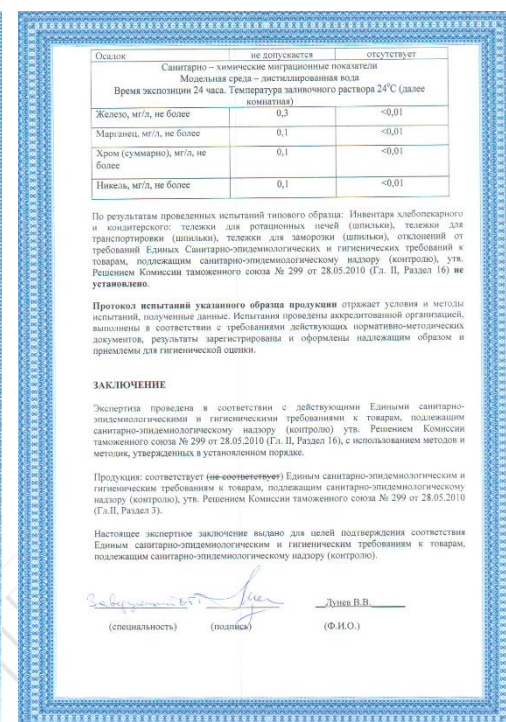 Осадок не допускается отсутствует
Санитарно – химические миграционные показатели
Модельная среда – дистиллированная вода
Время экспозиции 24 часа. Температура заливочного раствора 24°С (далее
комнатная)
Железо, мг/л, не более 0,3 <0,01
Марганец, мг/л, не более 0,1 <0,01
Хром (суммарно), мг/л, не 0,1 <0,01
более
Никель, мг/л, не более 0,1 <0,01
По результатам проведенных испытаний типового образца: Инвентаря хлебопекарного
и кондитерского: тележки для ротационных печей (шпильки), тележки для
транспортировки (шпильки), тележки для заморозки (шпильки), отклонений от
требований Единых Санитарно-эпидемиологических и гигиенических требований к
товарам, подлежащим санитарно-эпидемиологическому надзору (контролю), утв.
Решением Комиссии таможенного союза № 299 от 28.05.2010 (Гл. II, Раздел 16) не
установлено.
Протокол испытаний указанного образца продукции отражает условия и методы
испытаний, полученные данные. Испытания проведены аккредитованной организацией,
выполнены в соответствии с требованиями действующих нормативно-методических
документов, результаты зарегистрированы и оформлены надлежащим образом и
приемлемы для гигиенической оценки.
ЗАКЛЮЧЕНИЕ
Экспертиза проведена в соответствии с действующими Едиными санитарно-
эпидемиологическими и гигиеническими требованиями к товарам, подлежащим
санитарно-эпидемиологическому надзору (контролю) утв. Решением Комиссии
таможенного союза № 299 от 28.05.2010 (Гл. II, Раздел 16), с использованием методов и
методик, утвержденных в установленном порядке.
Продукция: соответствует (не соответствует) Единым санитарно-эпидемиологическим и
гигиеническим требованиям к товарам, подлежащим санитарно-эпидемиологическому
надзору (контролю), утв. Решением Комиссии таможенного союза № 299 от 28.05.2010
(Гл.II, Раздел 3).
Настоящее экспертное заключение выдано для целей подтверждения соответствия
Единым санитарно-эпидемиологическим и гигиеническим требованиям к товарам,
подлежащим санитарно-эпидемиологическому надзору (контролю).
Лунев В.В.
(специальность) (подпись) (Ф.И.О.)